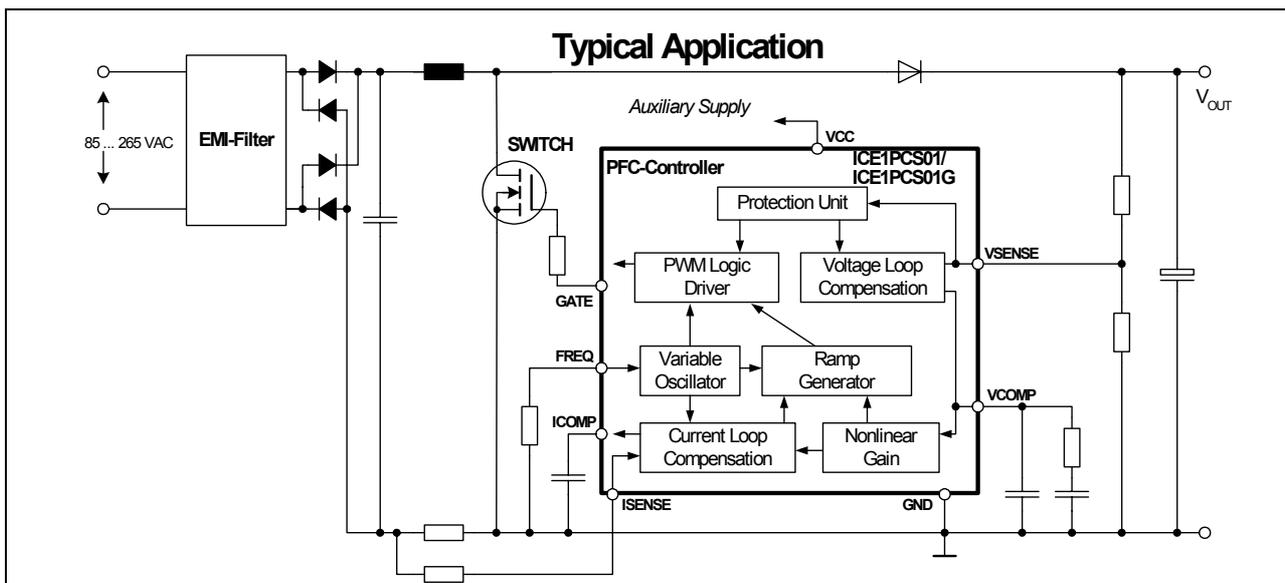 Typical Application
Auxiliary Supply
VOUT
85 ... 265 VAC
EMI-Filter
SWITCH
VCC
PFC-Controller
ICE1PCS01/
ICE1PCS01G
Protection Unit
PWM Logic
Driver
Voltage Loop
Compensation
VSENSE
GATE
FREQ
Variable
Oscillator
Ramp
Generator
VCOMP
ICOMP
Current Loop
Compensation
Nonlinear
Gain
ISENSE
GND